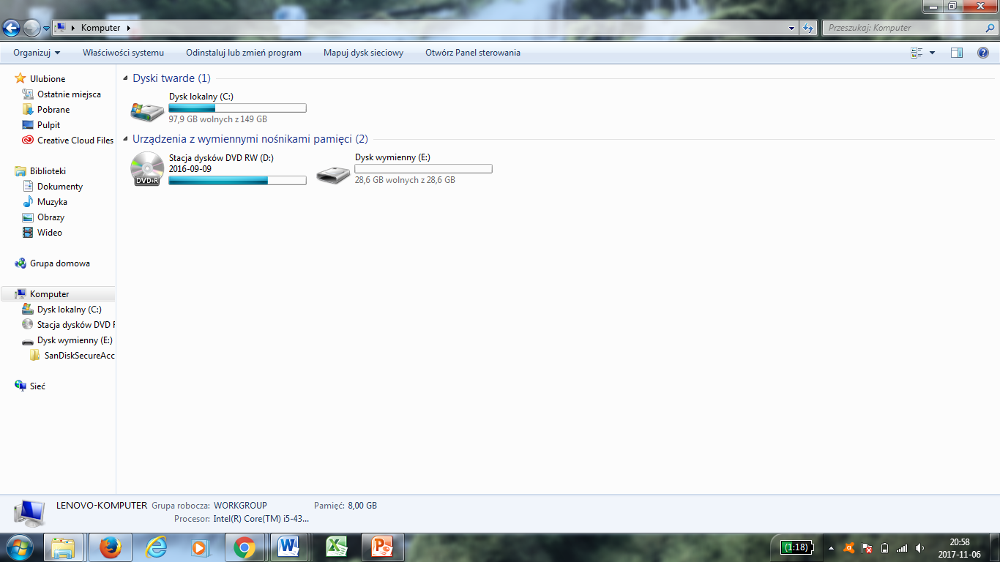 Komputer
Przeszukaj: Komputer
Organizuj
Właściwości systemu
Odinstaluj lub zmień program
Mapuj dysk sieciowy
Otwórz Panel sterowania
Ulubione
Ostatnie miejsca
Pobrane
Pulpit
Creative Cloud Files
Biblioteki
Dokumenty
Muzyka
Obrazy
Wideo
Grupa domowa
Komputer
Dysk lokalny (C:)
Stacja dysków DVD R
Dysk wymienny (E:)
SanDiskSecureAcc
Sieć
Dyski twarde (1)
Dysk lokalny (C:)
97,9 GB wolnych z 149 GB
Urządzenia z wymiennymi nośnikami pamięci (2)
Stacja dysków DVD RW (D:)
2016-09-09
DVD+R
Dysk wymienny (E:)
28,6 GB wolnych z 28,6 GB
LENOVO-KOMPUTER Grupa robocza: WORKGROUP Pamięć: 8,00 GB
Procesor: Intel(R) Core(TM) i5-43...
(1:18)
20:58
2017-11-06